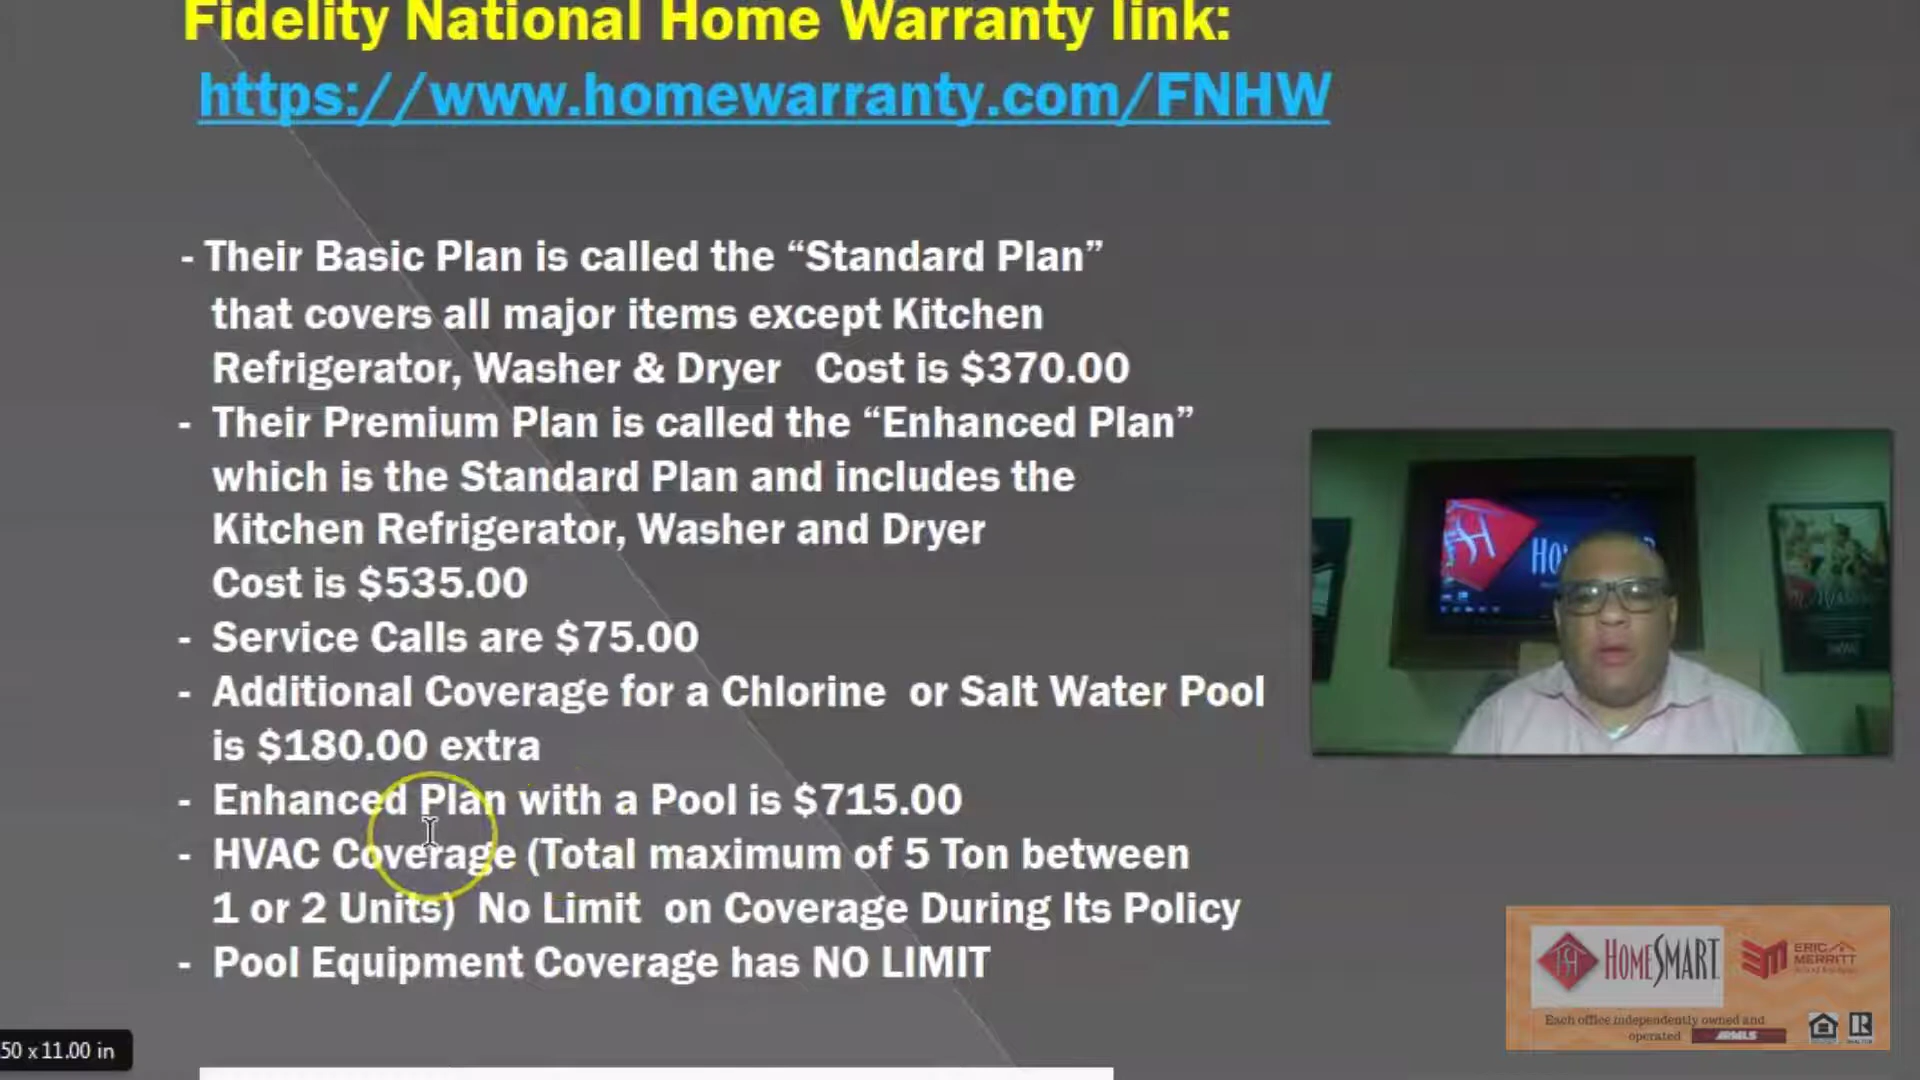 Fidelity National Home Warranty link:
https://www.homewarranty.com/FNHW
- Their Basic Plan is called the “Standard Plan”
that covers all major items except Kitchen
Refrigerator, Washer & Dryer Cost is $370.00
- Their Premium Plan is called the “Enhanced Plan”
which is the Standard Plan and includes the
Kitchen Refrigerator, Washer and Dryer
Cost is $535.00
- Service Calls are $75.00
- Additional Coverage for a Chlorine or Salt Water Pool
is $180.00 extra
- Enhanced Plan with a Pool is $715.00
- HVAC Coverage (Total maximum of 5 Ton between
1 or 2 Units) No Limit on Coverage During Its Policy
- Pool Equipment Coverage has NO LIMIT
HO
HOMESMART
ERIC
MERRITT
Each office independently owned and
operated ARMLS
50 x 11.00 in